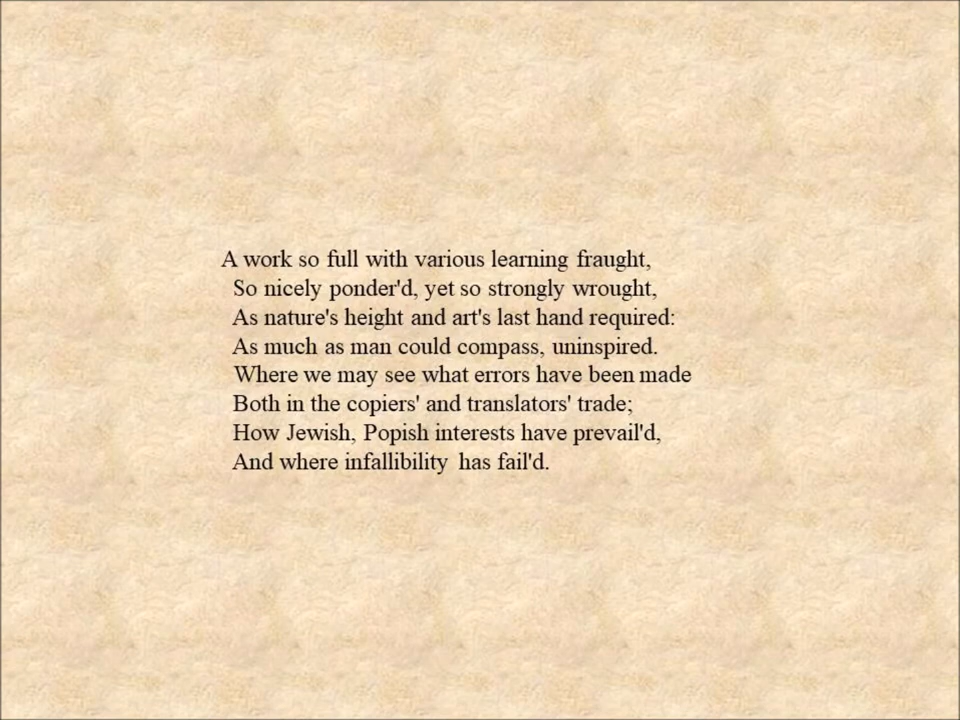 A work so full with various learning fraught,
So nicely ponder'd, yet so strongly wrought,
As nature's height and art's last hand required:
As much as man could compass, uninspired.
Where we may see what errors have been made
Both in the copiers' and translators' trade;
How Jewish, Popish interests have prevail'd,
And where infallibility has fail'd.